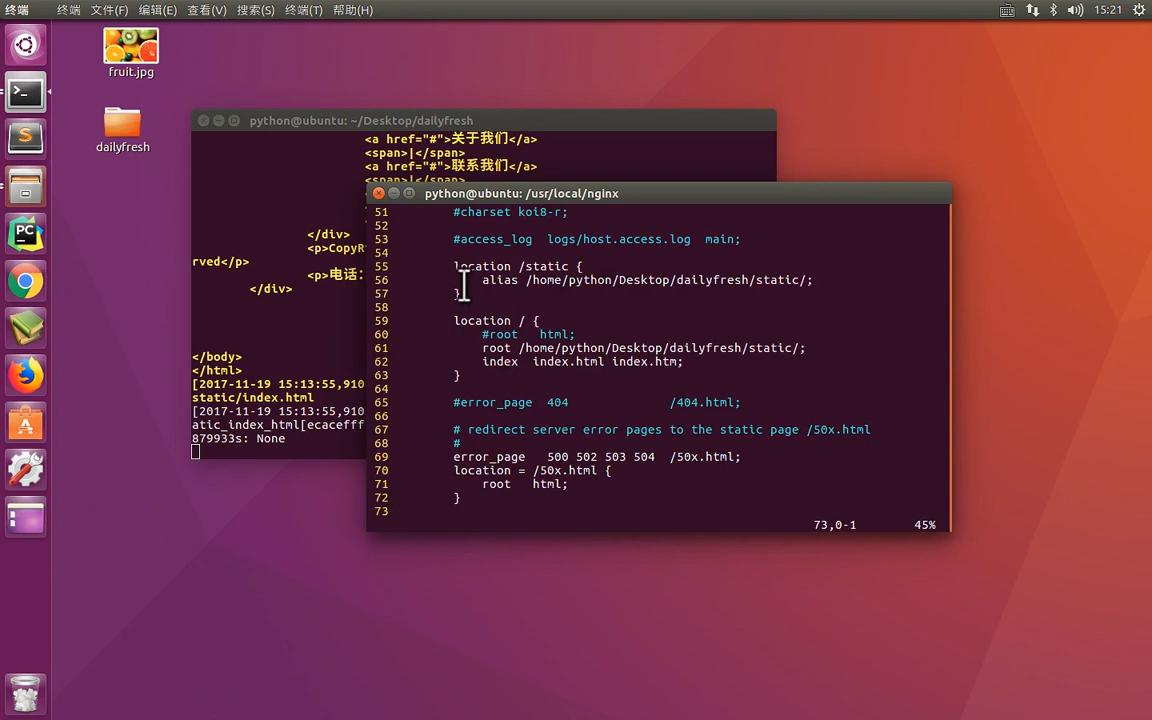 终端 终端 文件(F) 编辑(E) 查看(V) 搜索(S) 终端(T) 帮助(H) 15:21
fruit.jpg
dailyfresh
python@ubuntu: ~/Desktop/dailyfresh
<a href="#">关于我们</a>
<span>|</span>
<a href="#">联系我们</a>
</div>
<p>CopyR
rved</p>
<p>电话:
</div>
</body>
</html>
[2017-11-19 15:13:55,910
static/index.html
[2017-11-19 15:13:55,910
atic_index_html[ecacefff
879933s: None
python@ubuntu: /usr/local/nginx
51 #charset koi8-r;
52
53 #access_log logs/host.access.log main;
54
55 location /static {
56 alias /home/python/Desktop/dailyfresh/static/;
57 }
58
59 location / {
60 #root html;
61 root /home/python/Desktop/dailyfresh/static/;
62 index index.html index.htm;
63 }
64
65 #error_page 404 /404.html;
66
67 # redirect server error pages to the static page /50x.html
68 #
69 error_page 500 502 503 504 /50x.html;
70 location = /50x.html {
71 root html;
72 }
73
73,0-1 45%